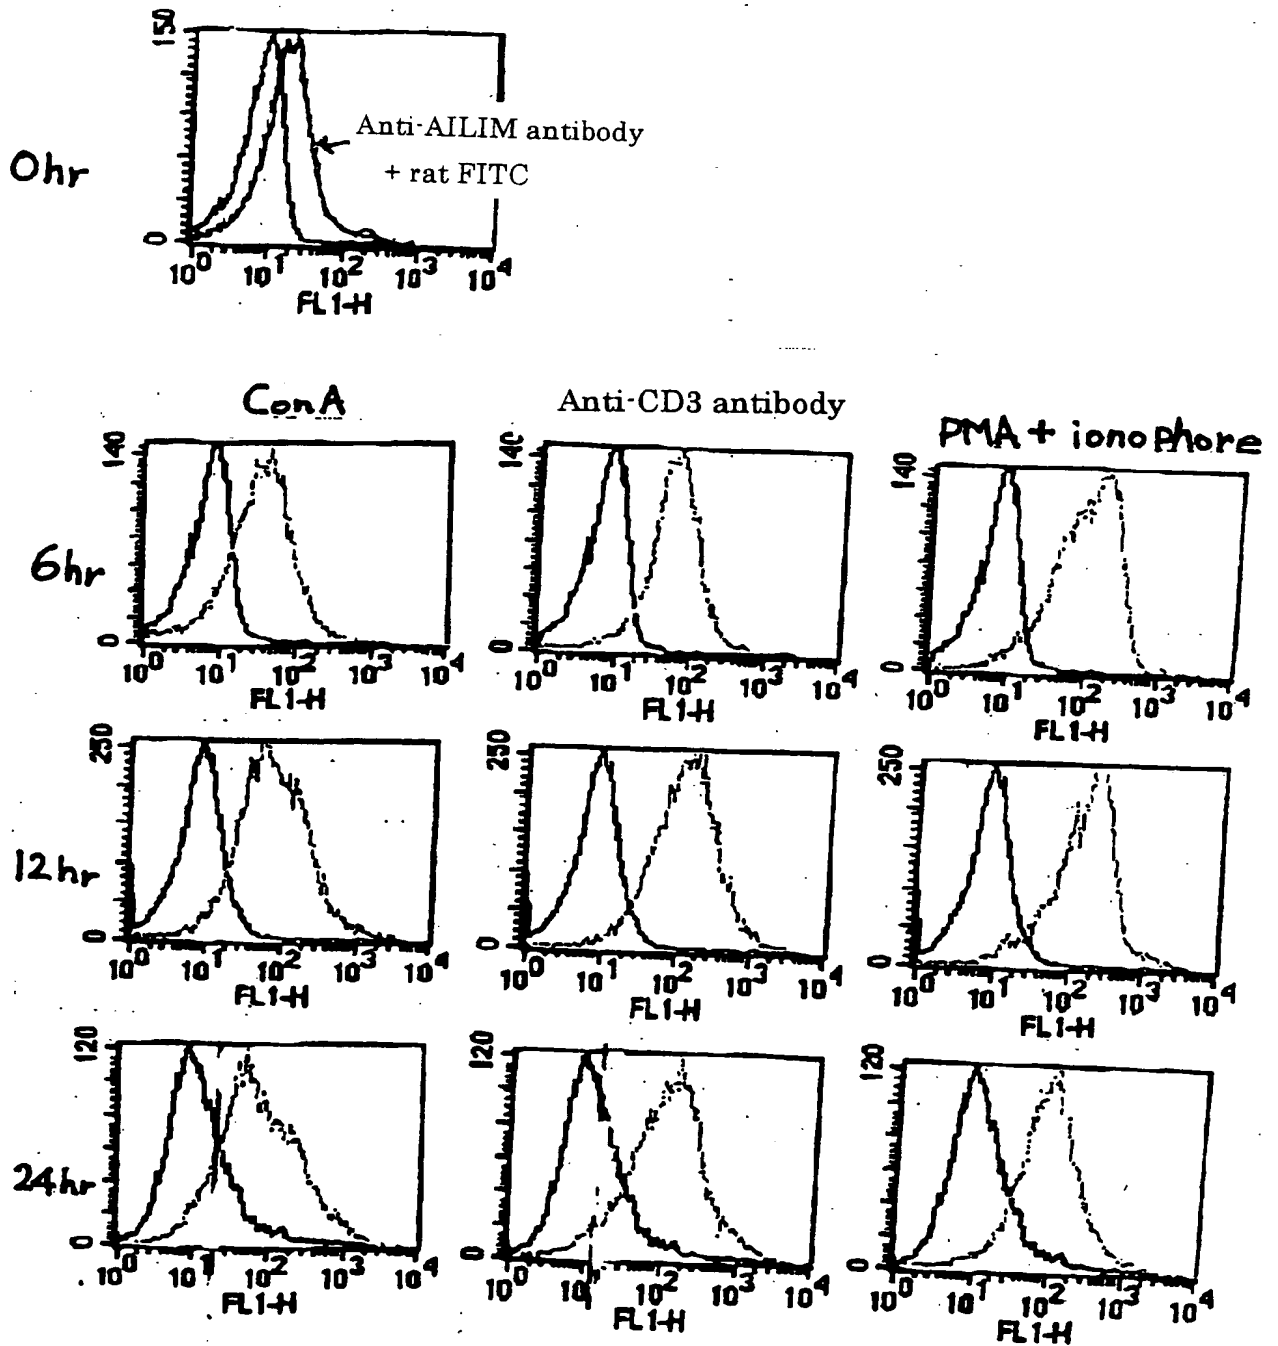 150
Anti-AILIM antibody
+ rat FITC
0hr
0
10^0 10^1 10^2 10^3 10^4
FL1-H
ConA Anti-CD3 antibody PMA + ionophore
140 140 140
6hr
0 0 0
10^0 10^1 10^2 10^3 10^4 10^0 10^1 10^2 10^3 10^4 10^0 10^1 10^2 10^3 10^4
FL1-H FL1-H FL1-H
250 250 250
12hr
0 0 0
10^0 10^1 10^2 10^3 10^4 10^0 10^1 10^2 10^3 10^4 10^0 10^1 10^2 10^3 10^4
FL1-H FL1-H FL1-H
120 120 120
24hr
0 0 0
10^0 10^1 10^2 10^3 10^4 10^0 10^1 10^2 10^3 10^4 10^0 10^1 10^2 10^3 10^4
FL1-H FL1-H FL1-H